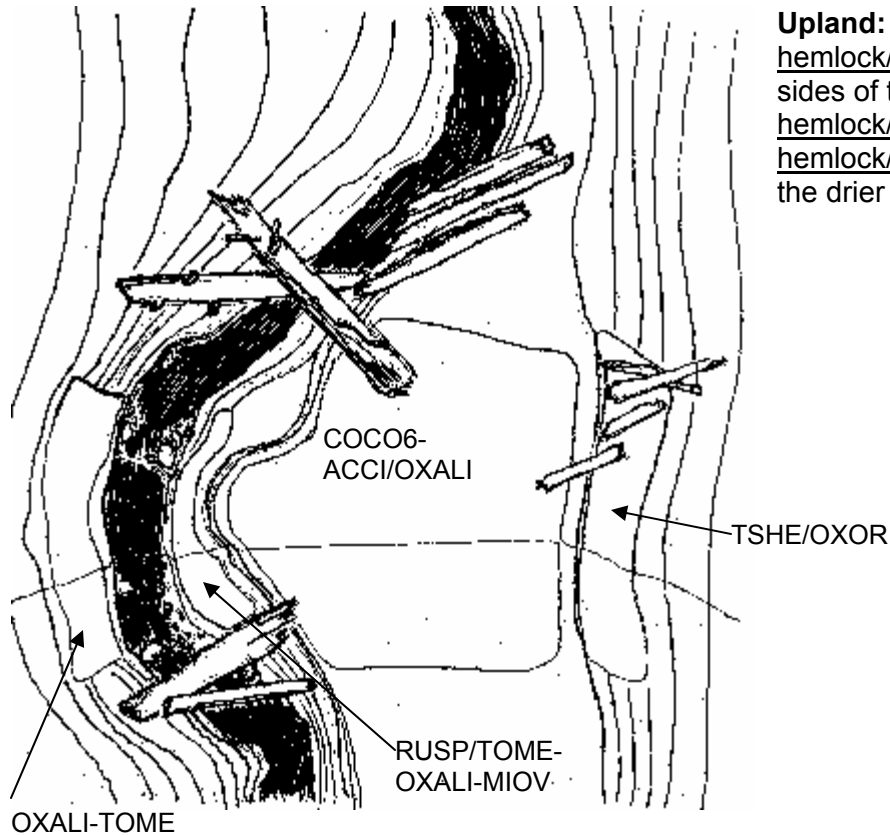 Upland:
hemlock/
sides of
hemlock/
hemlock/
the drier
COCO6-
ACCI/OXALI
TSHE/OXOR
RUSP/TOME-
OXALI-MIOV
OXALI-TOME